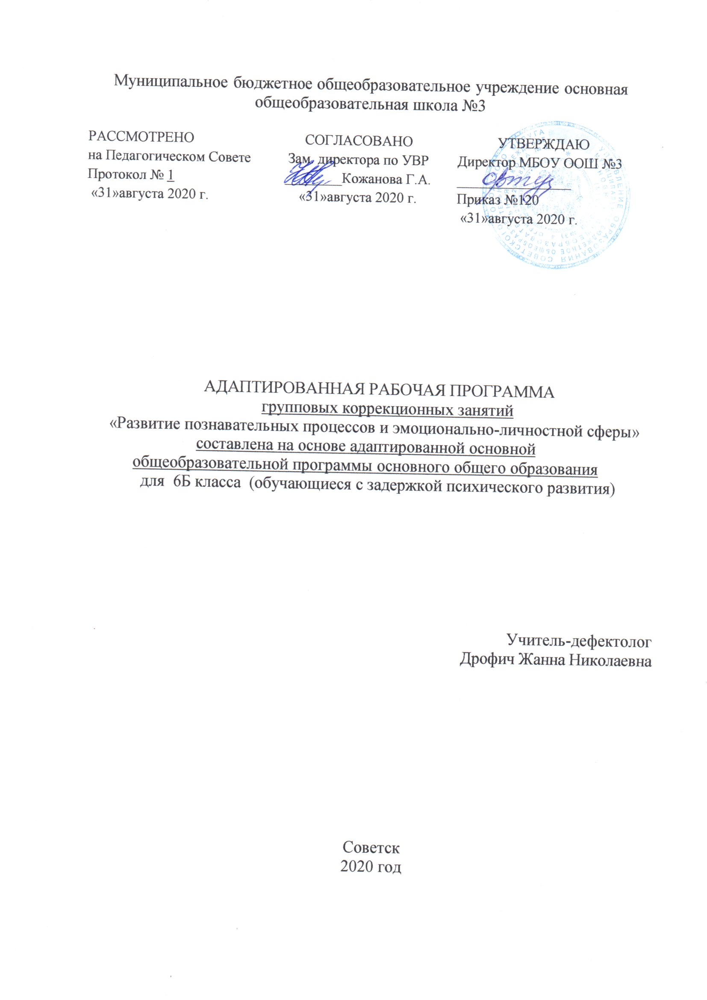 Муниципальное бюджетное общеобразовательное учреждение основная
общеобразовательная школа №3
РАССМОТРЕНО
на Педагогическом Совете
Протокол № 1
«31»августа 2020 г.
СОГЛАСОВАНО
Зам. директора по УВР
Кожанова Г.А.
«31»августа 2020 г.
УТВЕРЖДАЮ
Директор МБОУ ООШ №3
Приказ №120
«31»августа 2020 г.
АДАПТИРОВАННАЯ РАБОЧАЯ ПРОГРАММА
групповых коррекционных занятий
«Развитие познавательных процессов и эмоционально-личностной сферы»
составлена на основе адаптированной основной
общеобразовательной программы основного общего образования
для 6Б класса (обучающиеся с задержкой психического развития)
Учитель-дефектолог
Дрофич Жанна Николаевна
Советск
2020 год